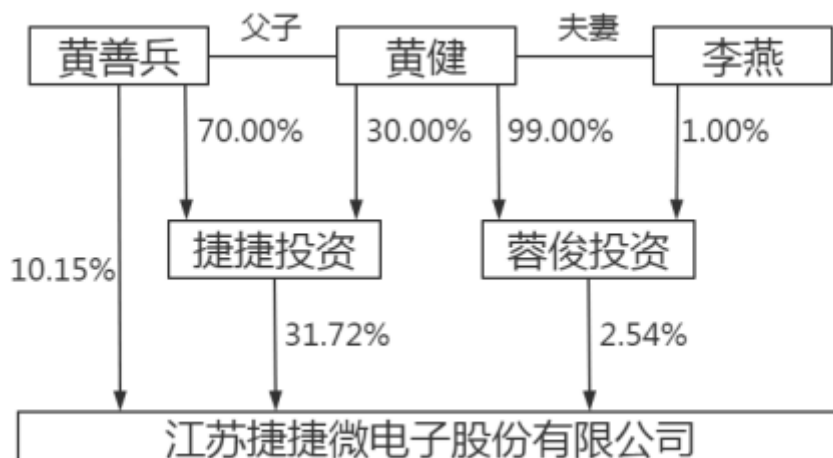 父子
夫妻
黄善兵
黄健
李燕
70.00%
30.00%
99.00%
1.00%
捷捷投资
蓉俊投资
10.15%
31.72%
2.54%
江苏捷捷微电子股份有限公司